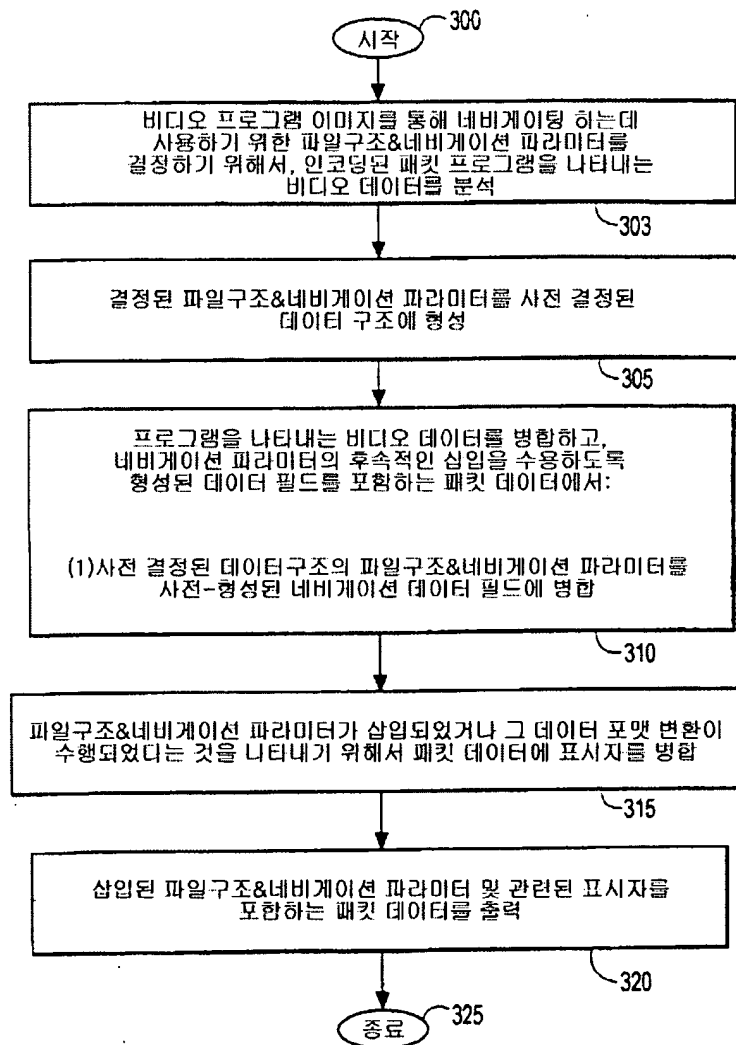 시작
300
비디오 프로그램 이미지를 통해 네비게이팅 하는데
사용하기 위한 파일구조&네비게이션 파라미터를
결정하기 위해서, 인코딩된 패킷 프로그램을 나타내는
비디오 데이터를 분석
303
결정된 파일구조&네비게이션 파라미터를 사전 결정된
데이터 구조에 형성
305
프로그램을 나타내는 비디오 데이터를 병합하고,
네비게이션 파라미터의 후속적인 삽입을 수용하도록
형성된 데이터 필드를 포함하는 패킷 데이터에서:
(1)사전 결정된 데이터구조의 파일구조&네비게이션 파라미터를
사전-형성된 네비게이션 데이터 필드에 병합
310
파일구조&네비게이션 파라미터가 삽입되었거나 그 데이터 포맷 변환이
수행되었다는 것을 나타내기 위해서 패킷 데이터에 표시자를 병합
315
삽입된 파일구조&네비게이션 파라미터 및 관련된 표시자를
포함하는 패킷 데이터를 출력
320
종료
325